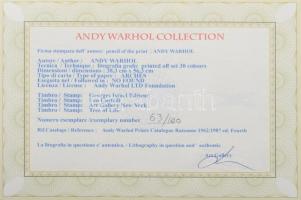 ANDY WARHOL COLLECTION
Firma stampata dell' autore: pencil of the print : ANDY WARHOL
Autore / Author : ANDY WARHOL
Tecnica / Technique : litografia grade printed off set 30 colours
Dimensioni / dimensions : 38,3 cm x 56,5 cm
Tipo di carta / Type of paper : ARCHES
Eseguita nel / Followed in : NO FOUND
Licenza / License : Andy Warhol LTD Foundation
Timbro / Stamp: Georges Israel Editeur
Timbro / Stamp: Leo Castelli
Timbro / Stamp: Art Gallery New York
Timbro / Stamp: Tree of Life
Numero esemplare /exemplary number 63/100
Rif.Catalogo / Reference : Andy Warhol Prints Catalogue Raisonne 1962/1987 ed. Fourth
La litografia in questione e' autentica. - Lithography in question and ' authentic